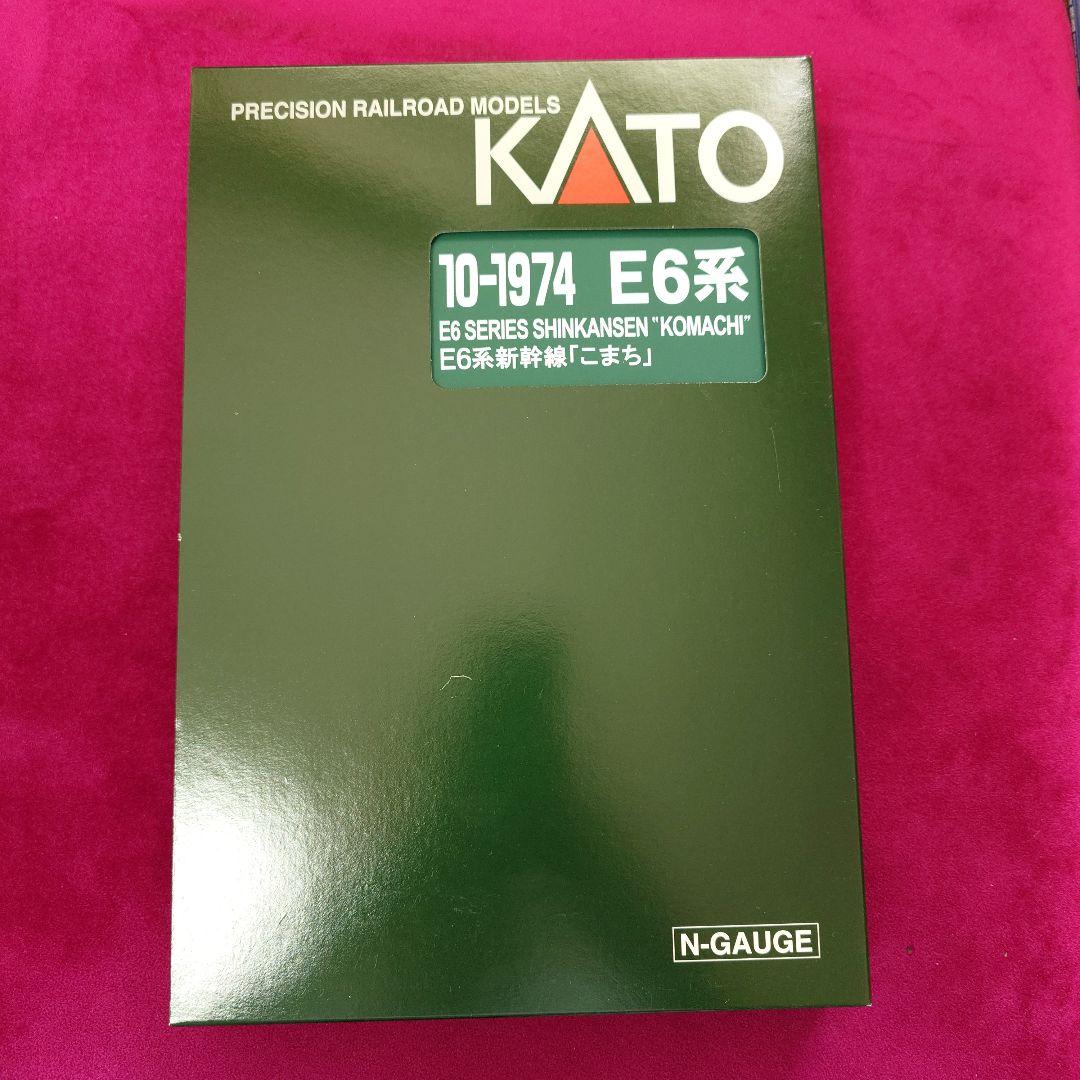 PRECISION RAILROAD MODELS
KATO
10-1974 E6系
E6 SERIES SHINKANSEN "KOMACHI"
E6系新幹線「こまち」
N-GAUGE